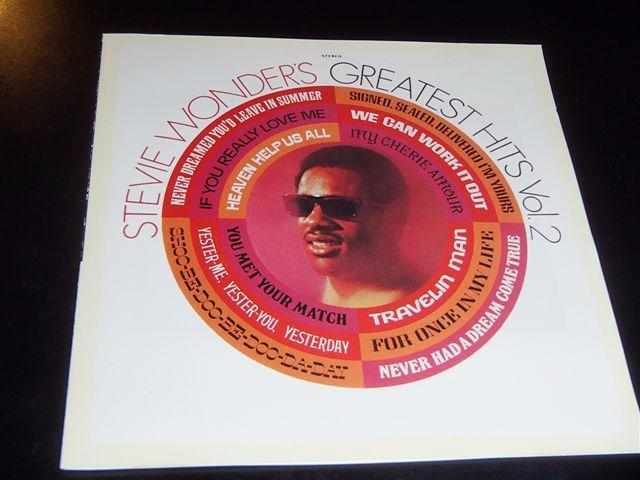 STEREO
STEVIE WONDER'S GREATEST HITS Vol. 2
NEVER DREAMED YOU'D LEAVE IN SUMMER
SIGNED, SEALED, DELIVERED I'M YOURS
IF YOU REALLY LOVE ME
WE CAN WORK IT OUT
HEAVEN HELP US ALL
MY CHERIE AMOUR
YOU MET YOUR MATCH
TRAVELIN MAN
YESTER-ME, YESTER-YOU, YESTERDAY
FOR ONCE IN MY LIFE
SHOO-BE-DOO-BE-DOO-DA-DAY
NEVER HAD A DREAM COME TRUE